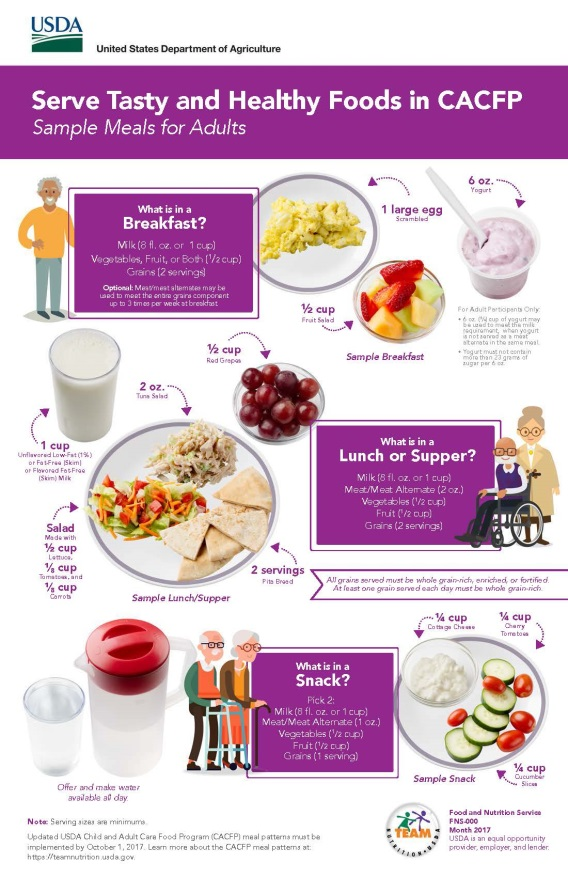 USDA
United States Department of Agriculture
Serve Tasty and Healthy Foods in CACFP
Sample Meals for Adults
What is in a
Breakfast?
Milk (8 fl. oz. or 1 cup)
Vegetables, Fruit, or Both (1/2 cup)
Grains (2 servings)
Optional: Meat/meat alternates may be
used to meet the entire grains component
up to 3 times per week at breakfast.
1 large egg
Scrambled
6 oz.
Yogurt
½ cup
Fruit Salad
Sample Breakfast
For Adult Participants Only:
• 6 oz. (¾ cup) of yogurt may
be used to meet the milk
requirement, when yogurt
is not served as a meat
alternate in the same meal.
• Yogurt must not contain
more than 23 grams of
sugar per 6 oz.
½ cup
Red Grapes
2 oz.
Tuna Salad
1 cup
Unflavored Low-Fat (1%)
or Fat-Free (Skim)
or Flavored Fat-Free
(Skim) Milk
Salad
Made with
½ cup
Lettuce,
⅛ cup
Tomatoes, and
⅛ cup
Carrots
2 servings
Pita Bread
Sample Lunch/Supper
What is in a
Lunch or Supper?
Milk (8 fl. oz. or 1 cup)
Meat/Meat Alternate (2 oz.)
Vegetables (1/2 cup)
Fruit (1/2 cup)
Grains (2 servings)
All grains served must be whole grain-rich, enriched, or fortified.
At least one grain served each day must be whole grain-rich.
What is in a
Snack?
Pick 2:
Milk (8 fl. oz. or 1 cup)
Meat/Meat Alternate (1 oz.)
Vegetables (1/2 cup)
Fruit (1/2 cup)
Grains (1 serving)
¼ cup
Cottage Cheese
¼ cup
Cherry
Tomatoes
¼ cup
Cucumber
Slices
Sample Snack
Offer and make water
available all day.
Note: Serving sizes are minimums.
Updated USDA Child and Adult Care Food Program (CACFP) meal patterns must be
implemented by October 1, 2017. Learn more about the CACFP meal patterns at:
https://teamnutrition.usda.gov.
TEAM
NUTRITION USDA
Food and Nutrition Service
FNS-000
Month 2017
USDA is an equal opportunity
provider, employer, and lender.